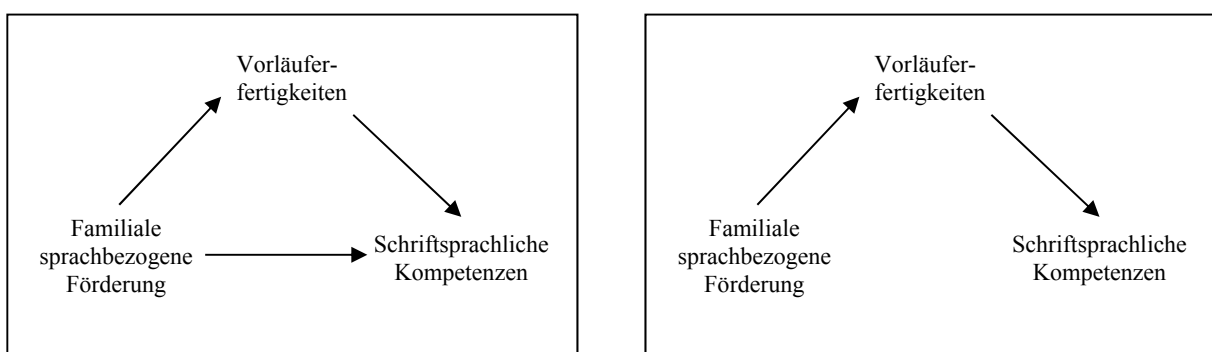 Vorläufer-
fertigkeiten
Familiale
sprachbezogene
Förderung
Schriftsprachliche
Kompetenzen
Vorläufer-
fertigkeiten
Familiale
sprachbezogene
Förderung
Schriftsprachliche
Kompetenzen